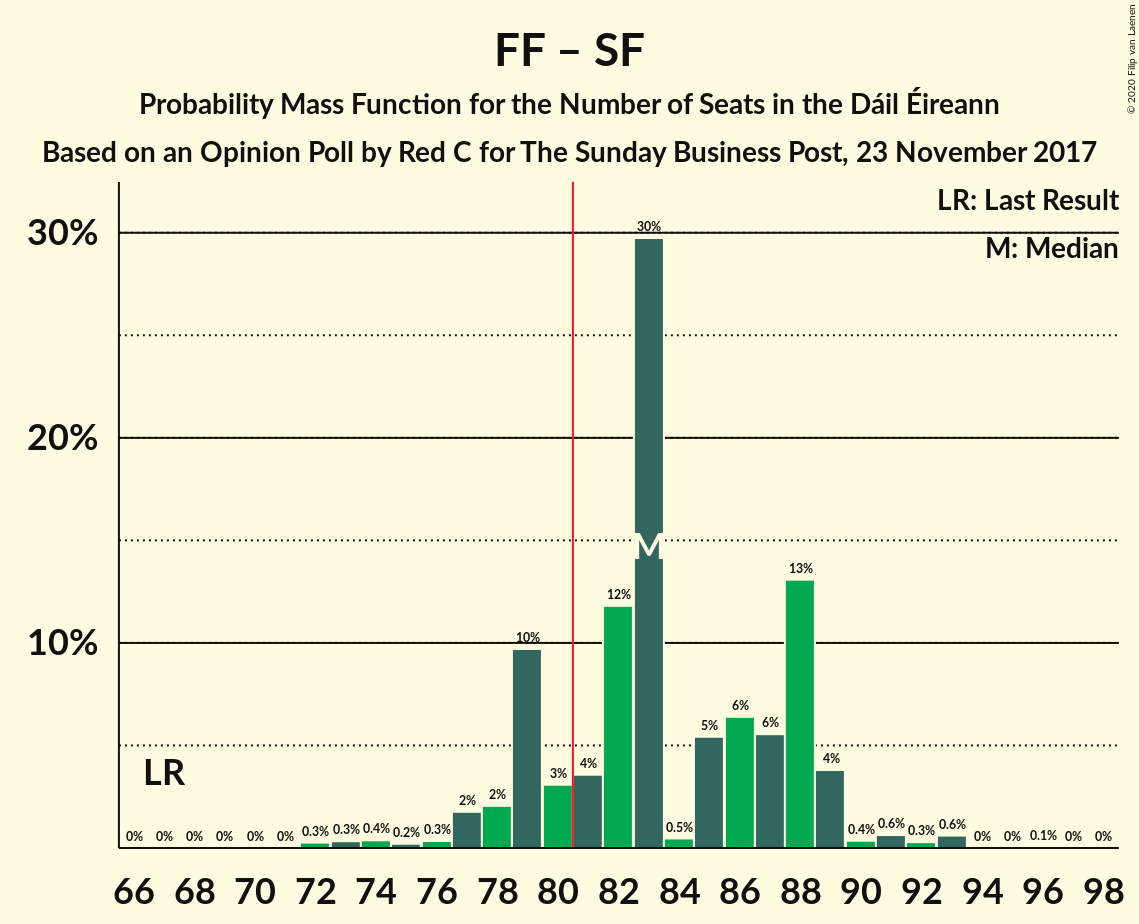 FF – SF
Probability Mass Function for the Number of Seats in the Dáil Éireann
Based on an Opinion Poll by Red C for The Sunday Business Post, 23 November 2017
© 2020 Filip van Laenen
LR: Last Result
M: Median
30%
20%
10%
LR
M
0% 0% 0% 0% 0% 0% 0.3% 0.3% 0.4% 0.2% 0.3% 2% 2% 10% 3% 4% 12% 30% 0.5% 5% 6% 6% 13% 4% 0.4% 0.6% 0.3% 0.6% 0% 0% 0.1% 0% 0%
66 68 70 72 74 76 78 80 82 84 86 88 90 92 94 96 98